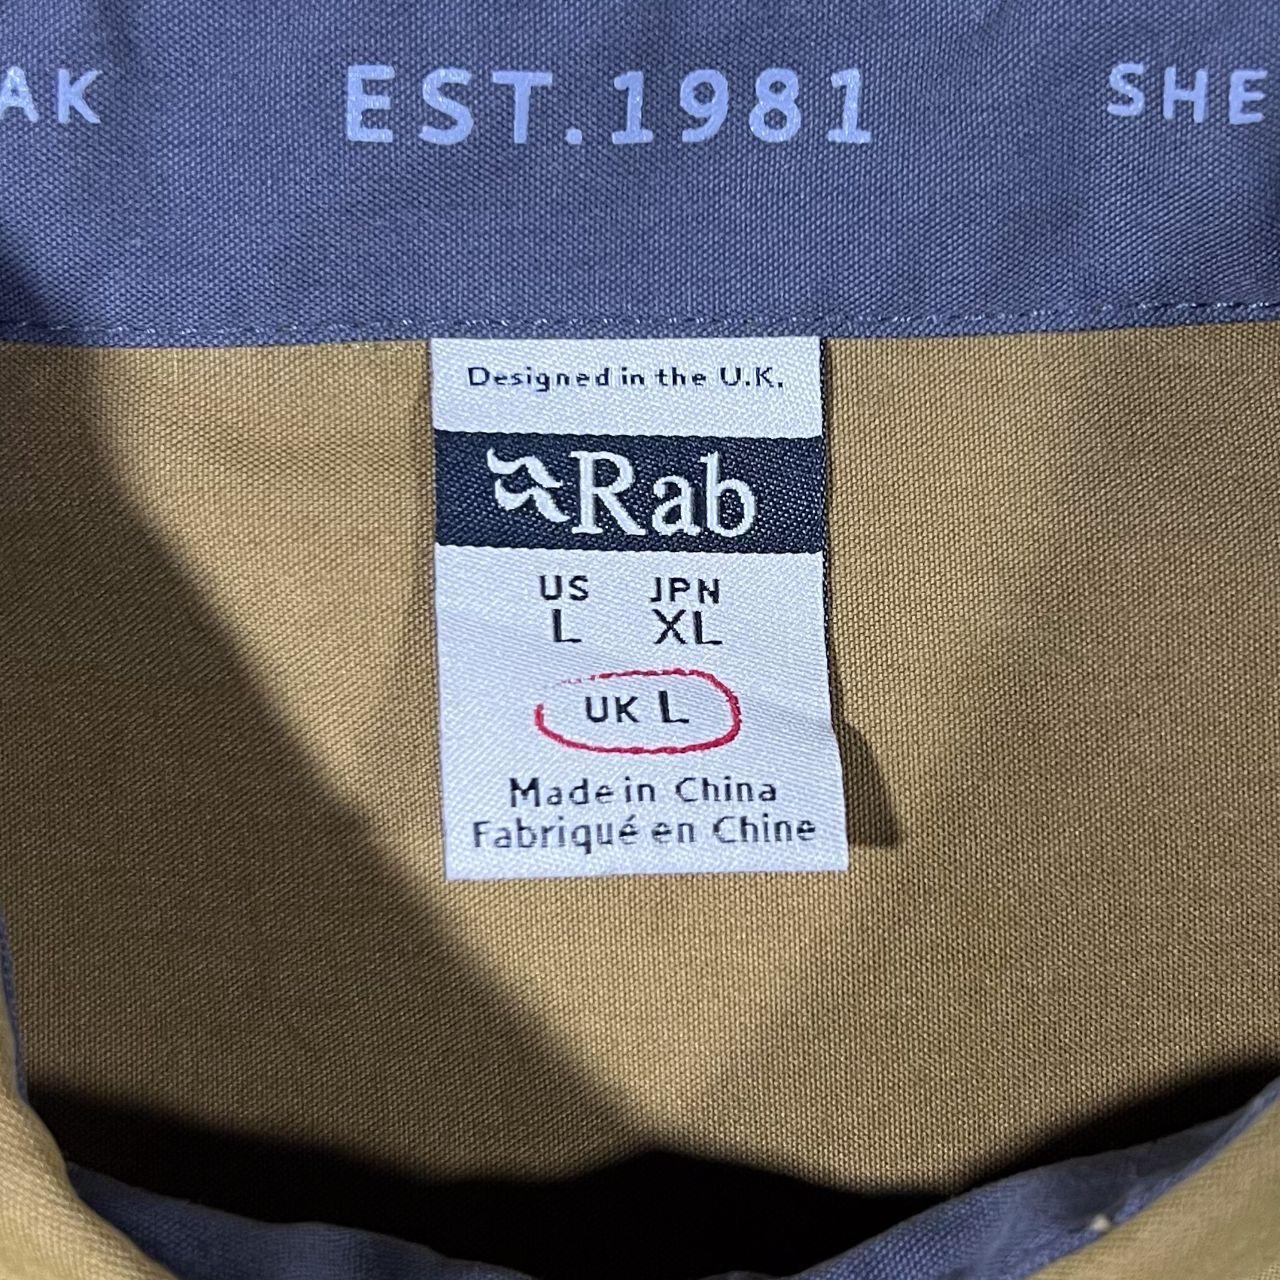 AK EST.1981 SHE
Designed in the U.K.
Rab
US JPN
L XL
UK L
Made in China
Fabriqué en Chine